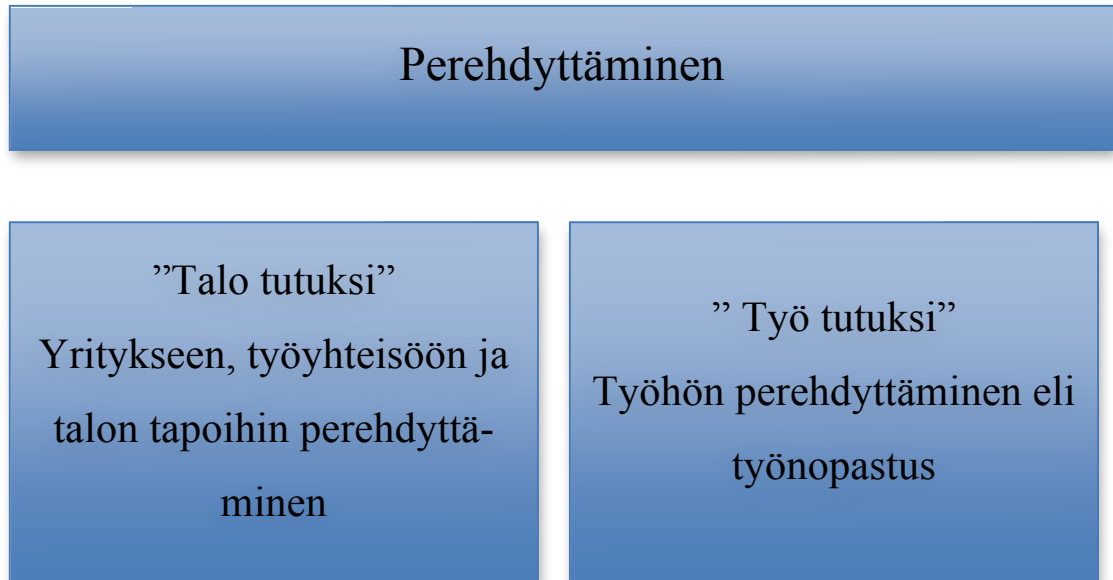 Perehdyttäminen
”Talo tutuksi”
Yritykseen, työyhteisöön ja
talon tapoihin perehdyttä-
minen
” Työ tutuksi”
Työhön perehdyttäminen eli
työnopastus